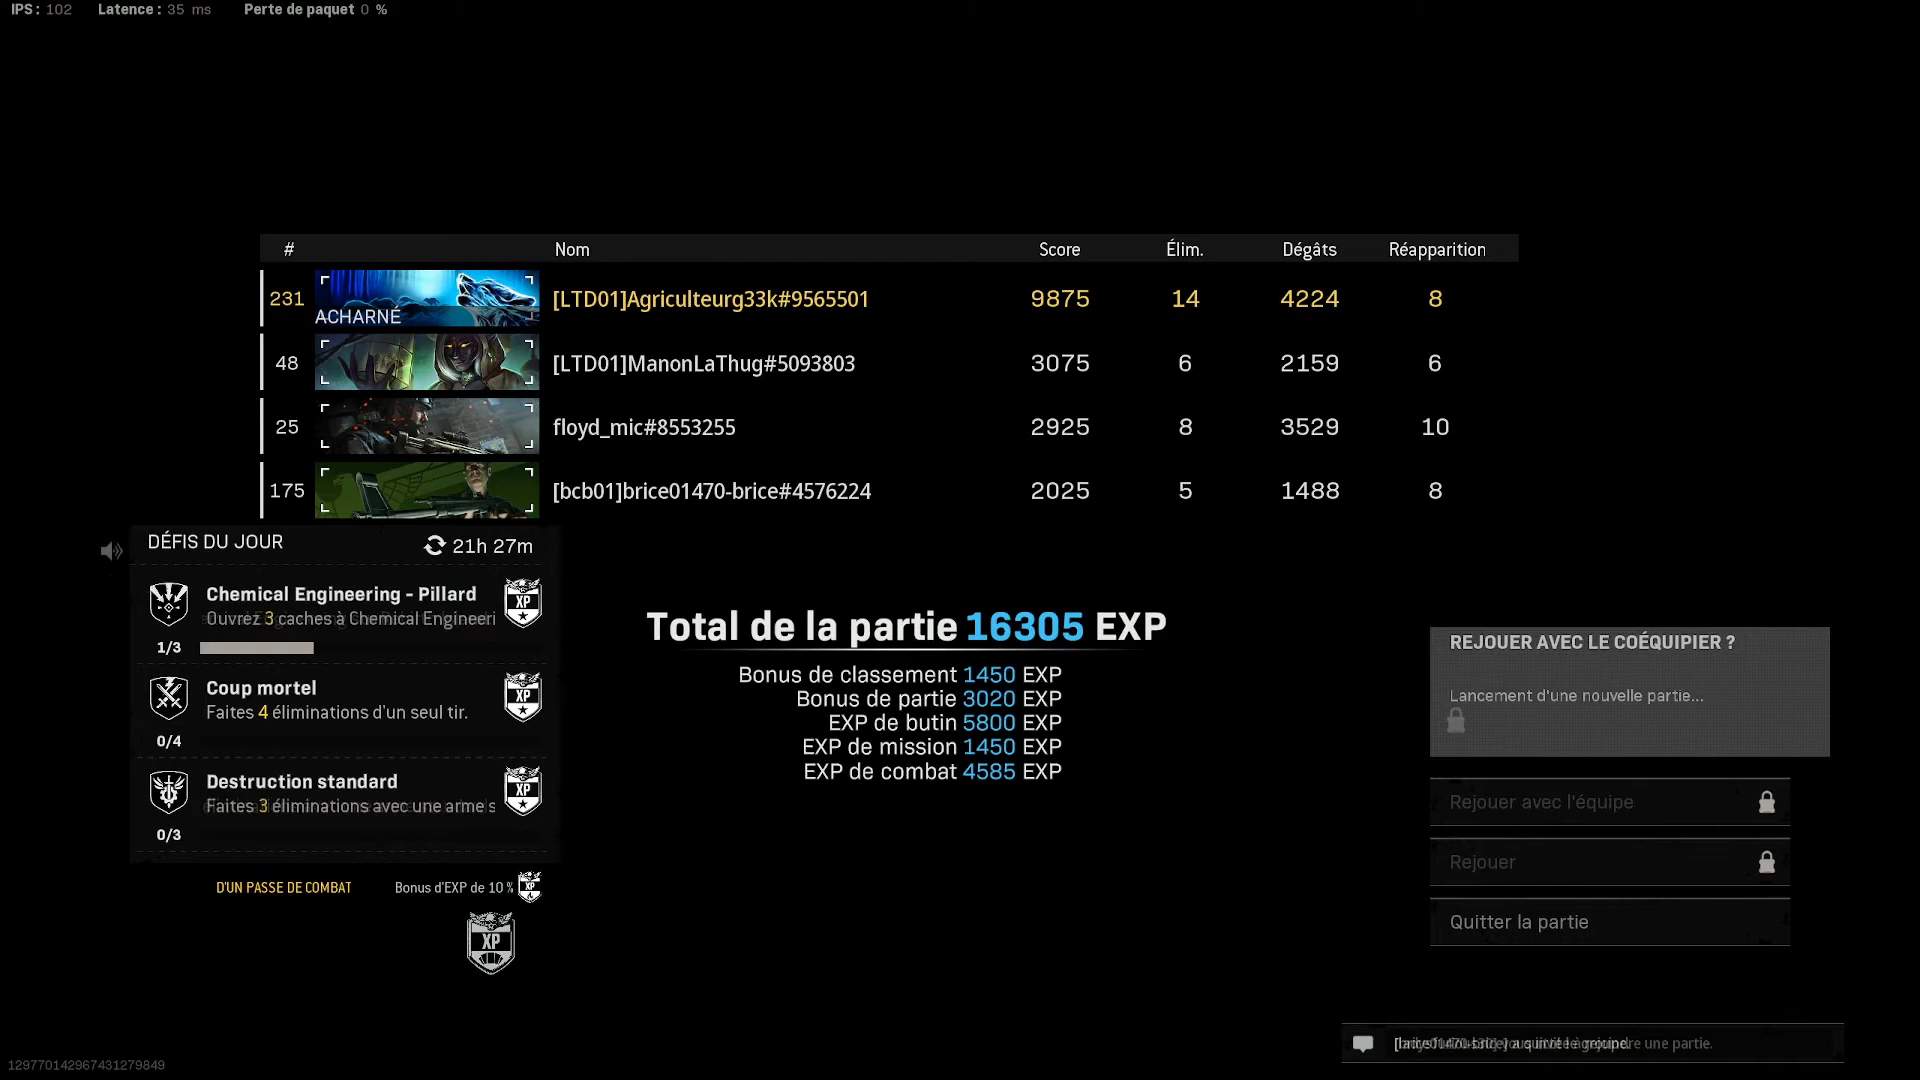 IPS : 102 Latence : 35 ms Perte de paquet 0 %
# Nom Score Élim. Dégâts Réapparition
231 ACHARNÉ [LTD01]Agriculteurg33k#9565501 9875 14 4224 8
48 [LTD01]ManonLaThug#5093803 3075 6 2159 6
25 floyd_mic#8553255 2925 8 3529 10
175 [bcb01]brice01470-brice#4576224 2025 5 1488 8
DÉFIS DU JOUR 21h 27m
Chemical Engineering - Pillard XP
Ouvrez 3 caches à Chemical Engineeri
1/3
Coup mortel XP
Faites 4 éliminations d'un seul tir.
0/4
Destruction standard XP
Faites 3 éliminations avec une arme s
0/3
D'UN PASSE DE COMBAT Bonus d'EXP de 10 % XP
XP
Total de la partie 16305 EXP
Bonus de classement 1450 EXP
Bonus de partie 3020 EXP
EXP de butin 5800 EXP
EXP de mission 1450 EXP
EXP de combat 4585 EXP
REJOUER AVEC LE COÉQUIPIER ?
Lancement d'une nouvelle partie...
Rejouer avec l'équipe
Rejouer
Quitter la partie
une partie.
12977014296743127984​9